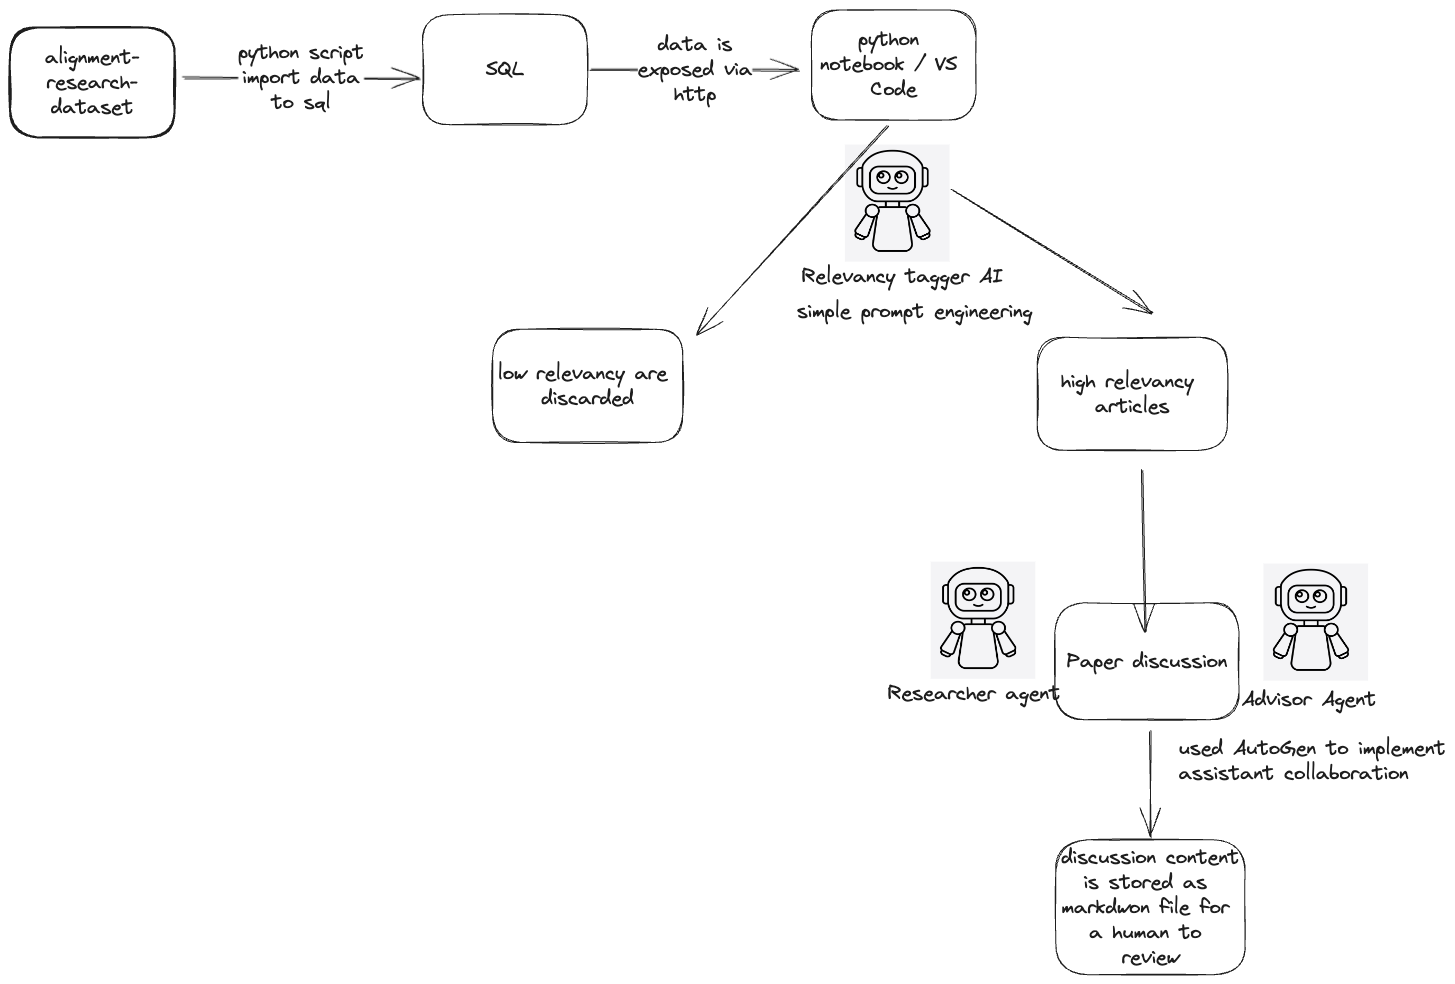 alignment-
research-
dataset
python script
import data
to sql
SQL
data is
exposed via
http
python
notebook / VS
Code
Relevancy tagger AI
simple prompt engineering
low relevancy are
discarded
high relevancy
articles
Researcher agent
Paper discussion
Advisor Agent
used AutoGen to implement
assistant collaboration
discussion content
is stored as
markdwon file for
a human to
review